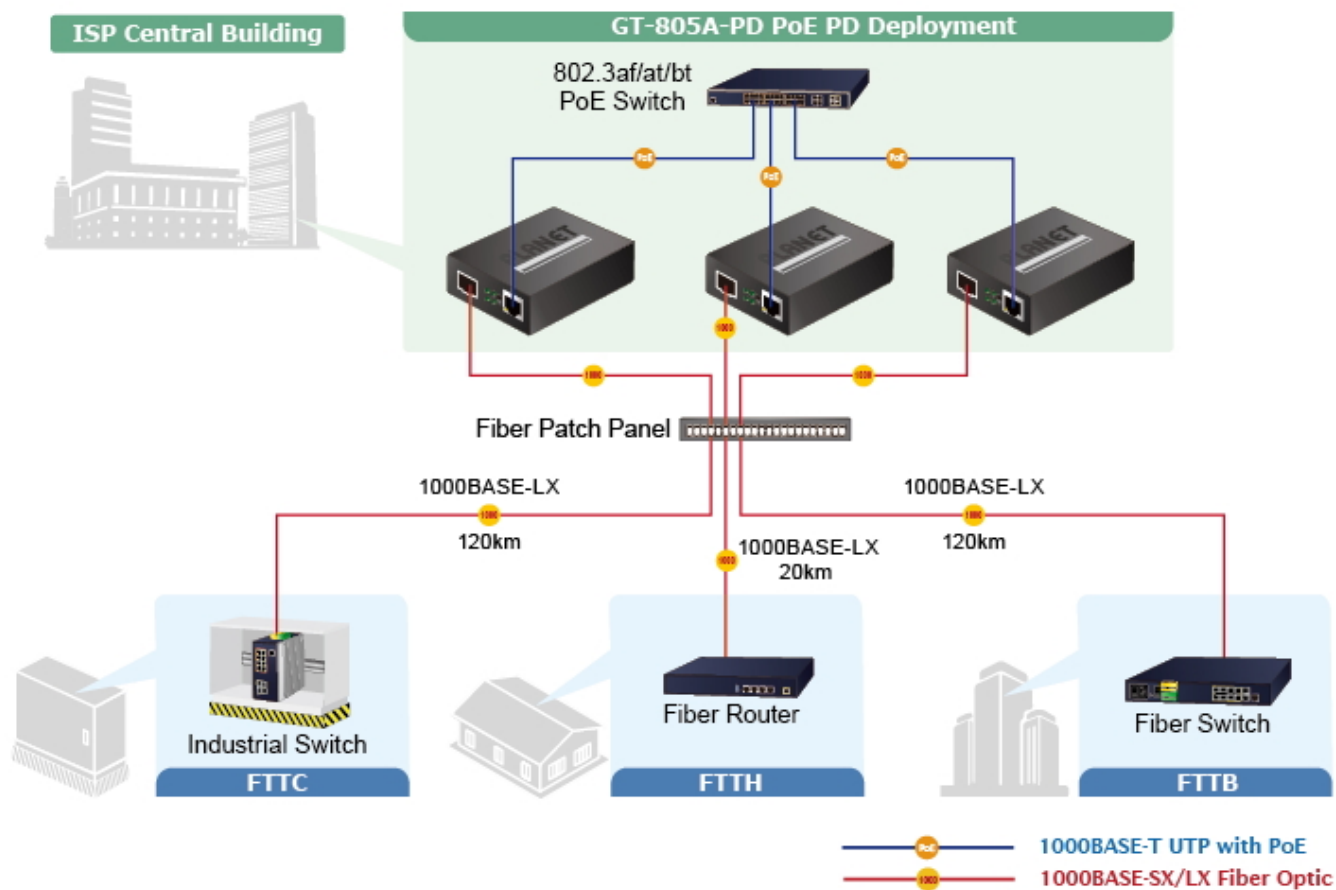 ISP Central Building
GT-805A-PD PoE PD Deployment
802.3af/at/bt
PoE Switch
PoE
PoE
PoE
PLANET
PLANET
PLANET
1000
1000
1000
Fiber Patch Panel
1000BASE-LX
1000
120km
1000BASE-LX
1000
120km
1000
1000BASE-LX
20km
Industrial Switch
FTTC
Fiber Router
FTTH
Fiber Switch
FTTB
PoE
1000BASE-T UTP with PoE
1000
1000BASE-SX/LX Fiber Optic